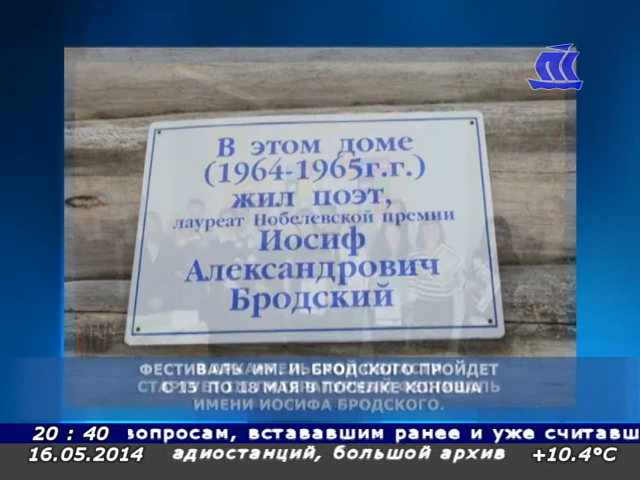 В этом доме
(1964-1965г.г.)
жил поэт,
лауреат Нобелевской премии
Иосиф
Александрович
Бродский
ФЕСТИВАЛЬ ИМ. И. БРОДСКОГО ПРОЙДЕТ
С 15 ПО 18 МАЯ В ПОСЕЛКЕ КОНОША
ИМЕНИ ИОСИФА БРОДСКОГО.
20 : 40 вопросам, встававшим ранее и уже считавш
16.05.2014 адиостанций, большой архив +10.4°C